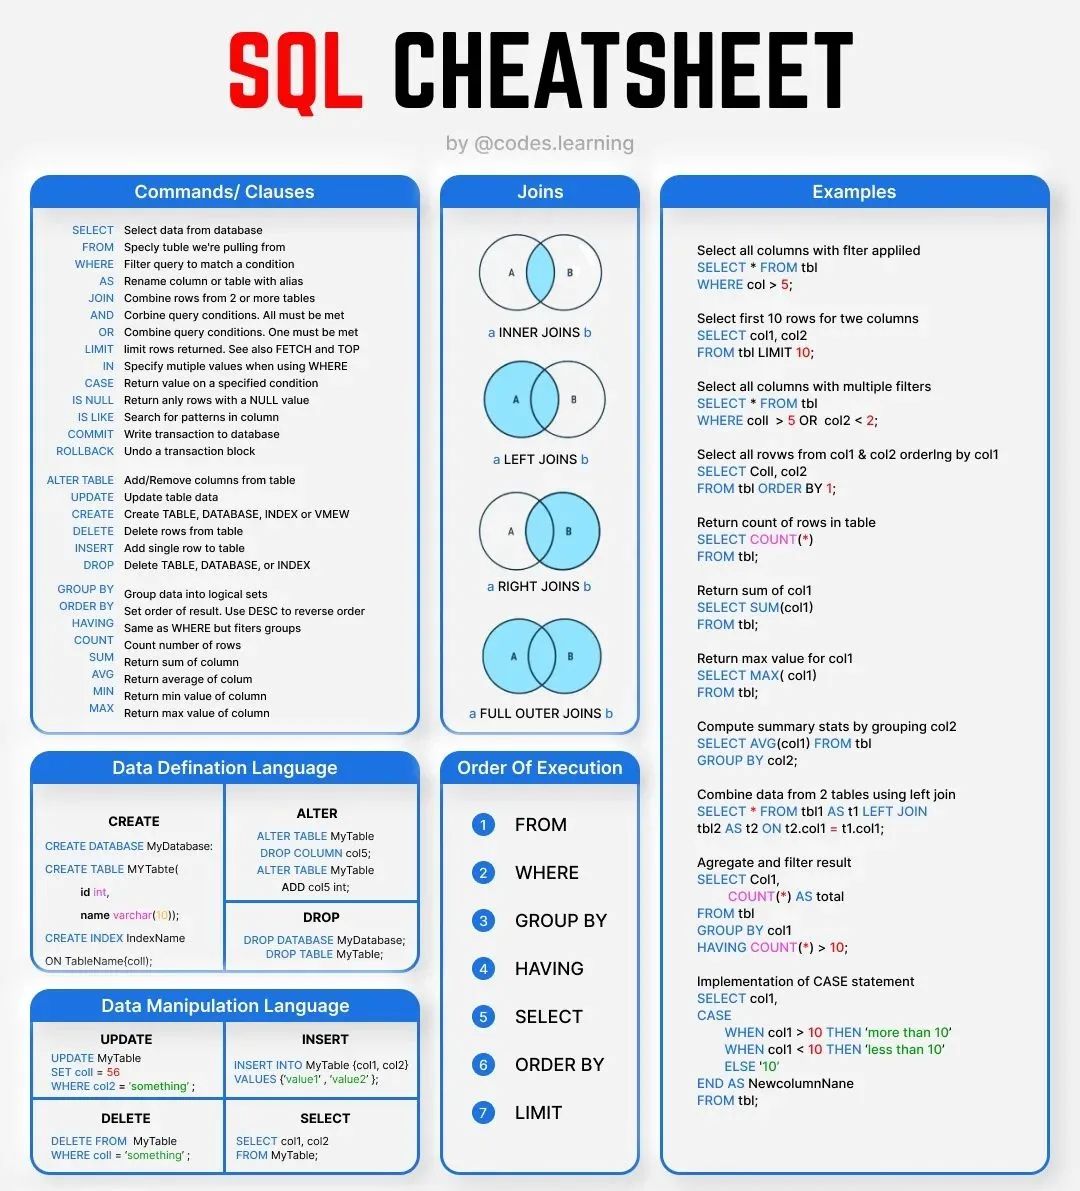 SQL CHEATSHEET
by @codes.learning
Commands/ Clauses
SELECT Select data from database
FROM Specly tuble we're pulling from
WHERE Filter query to match a condition
AS Rename column or table with alias
JOIN Combine rows from 2 or more tables
AND Corbine query conditions. All must be met
OR Combine query conditions. One must be met
LIMIT limit rows returned. See also FETCH and TOP
IN Specify mutiple values when using WHERE
CASE Return value on a specified condition
IS NULL Return anly rows with a NULL value
IS LIKE Search for patterns in column
COMMIT Write transaction to database
ROLLBACK Undo a transaction block
ALTER TABLE Add/Remove columns from table
UPDATE Update table data
CREATE Create TABLE, DATABASE, INDEX or VMEW
DELETE Delete rows from table
INSERT Add single row to table
DROP Delete TABLE, DATABASE, or INDEX
GROUP BY Group data into logical sets
ORDER BY Set order of result. Use DESC to reverse order
HAVING Same as WHERE but fiters groups
COUNT Count number of rows
SUM Return sum of column
AVG Return average of colum
MIN Return min value of column
MAX Return max value of column
Joins
A B
a INNER JOINS b
A B
a LEFT JOINS b
A B
a RIGHT JOINS b
A B
a FULL OUTER JOINS b
Examples
Select all columns with flter appliled
SELECT * FROM tbl
WHERE col > 5;
Select first 10 rows for twe columns
SELECT col1, col2
FROM tbl LIMIT 10;
Select all columns with multiple filters
SELECT * FROM tbl
WHERE coll > 5 OR col2 < 2;
Select all rovws from col1 & col2 orderlng by col1
SELECT Coll, col2
FROM tbl ORDER BY 1;
Return count of rows in table
SELECT COUNT(*)
FROM tbl;
Return sum of col1
SELECT SUM(col1)
FROM tbl;
Return max value for col1
SELECT MAX( col1)
FROM tbl;
Compute summary stats by grouping col2
SELECT AVG(col1) FROM tbl
GROUP BY col2;
Combine data from 2 tables using left join
SELECT * FROM tbl1 AS t1 LEFT JOIN
tbl2 AS t2 ON t2.col1 = t1.col1;
Agregate and filter result
SELECT Col1,
COUNT(*) AS total
FROM tbl
GROUP BY col1
HAVING COUNT(*) > 10;
Implementation of CASE statement
SELECT col1,
CASE
WHEN col1 > 10 THEN ‘more than 10’
WHEN col1 < 10 THEN ‘less than 10’
ELSE ‘10’
END AS NewcolumnNane
FROM tbl;
Data Defination Language
CREATE
CREATE DATABASE MyDatabase:
CREATE TABLE MYTabte(
id int,
name varchar(10));
CREATE INDEX IndexName
ON TableName{coll);
ALTER
ALTER TABLE MyTable
DROP COLUMN col5;
ALTER TABLE MyTable
ADD col5 int;
DROP
DROP DATABASE MyDatabase;
DROP TABLE MyTable;
Order Of Execution
1 FROM
2 WHERE
3 GROUP BY
4 HAVING
5 SELECT
6 ORDER BY
7 LIMIT
Data Manipulation Language
UPDATE
UPDATE MyTable
SET coll = 56
WHERE col2 = ‘something’ ;
INSERT
INSERT INTO MyTable {col1, col2}
VALUES {‘value1’ , ‘value2’ };
DELETE
DELETE FROM MyTable
WHERE coll = ‘something’ ;
SELECT
SELECT col1, col2
FROM MyTable;